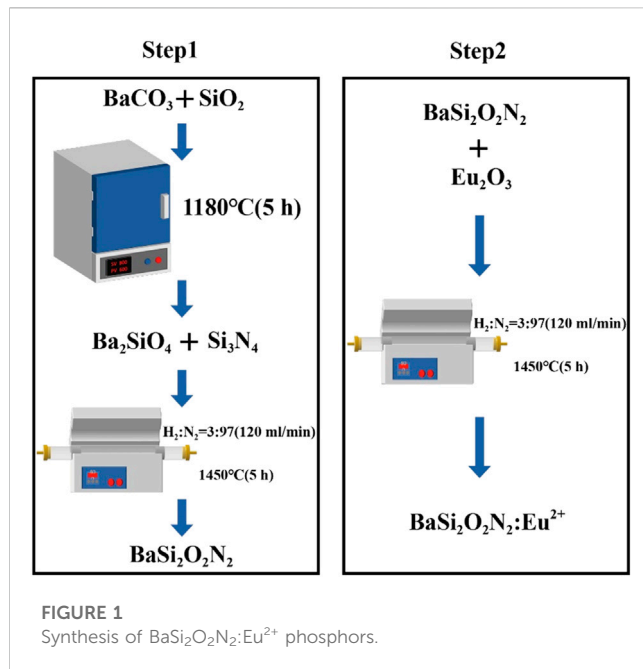 Step1
BaCO₃+SiO₂
1180°C(5 h)
Ba₂SiO₄ + Si₃N₄
H₂:N₂=3:97(120 ml/min)
1450°C(5 h)
BaSi₂O₂N₂
Step2
BaSi₂O₂N₂
+
Eu₂O₃
H₂:N₂=3:97(120 ml/min)
1450°C(5 h)
BaSi₂O₂N₂:Eu²⁺
FIGURE 1
Synthesis of BaSi₂O₂N₂:Eu²⁺ phosphors.